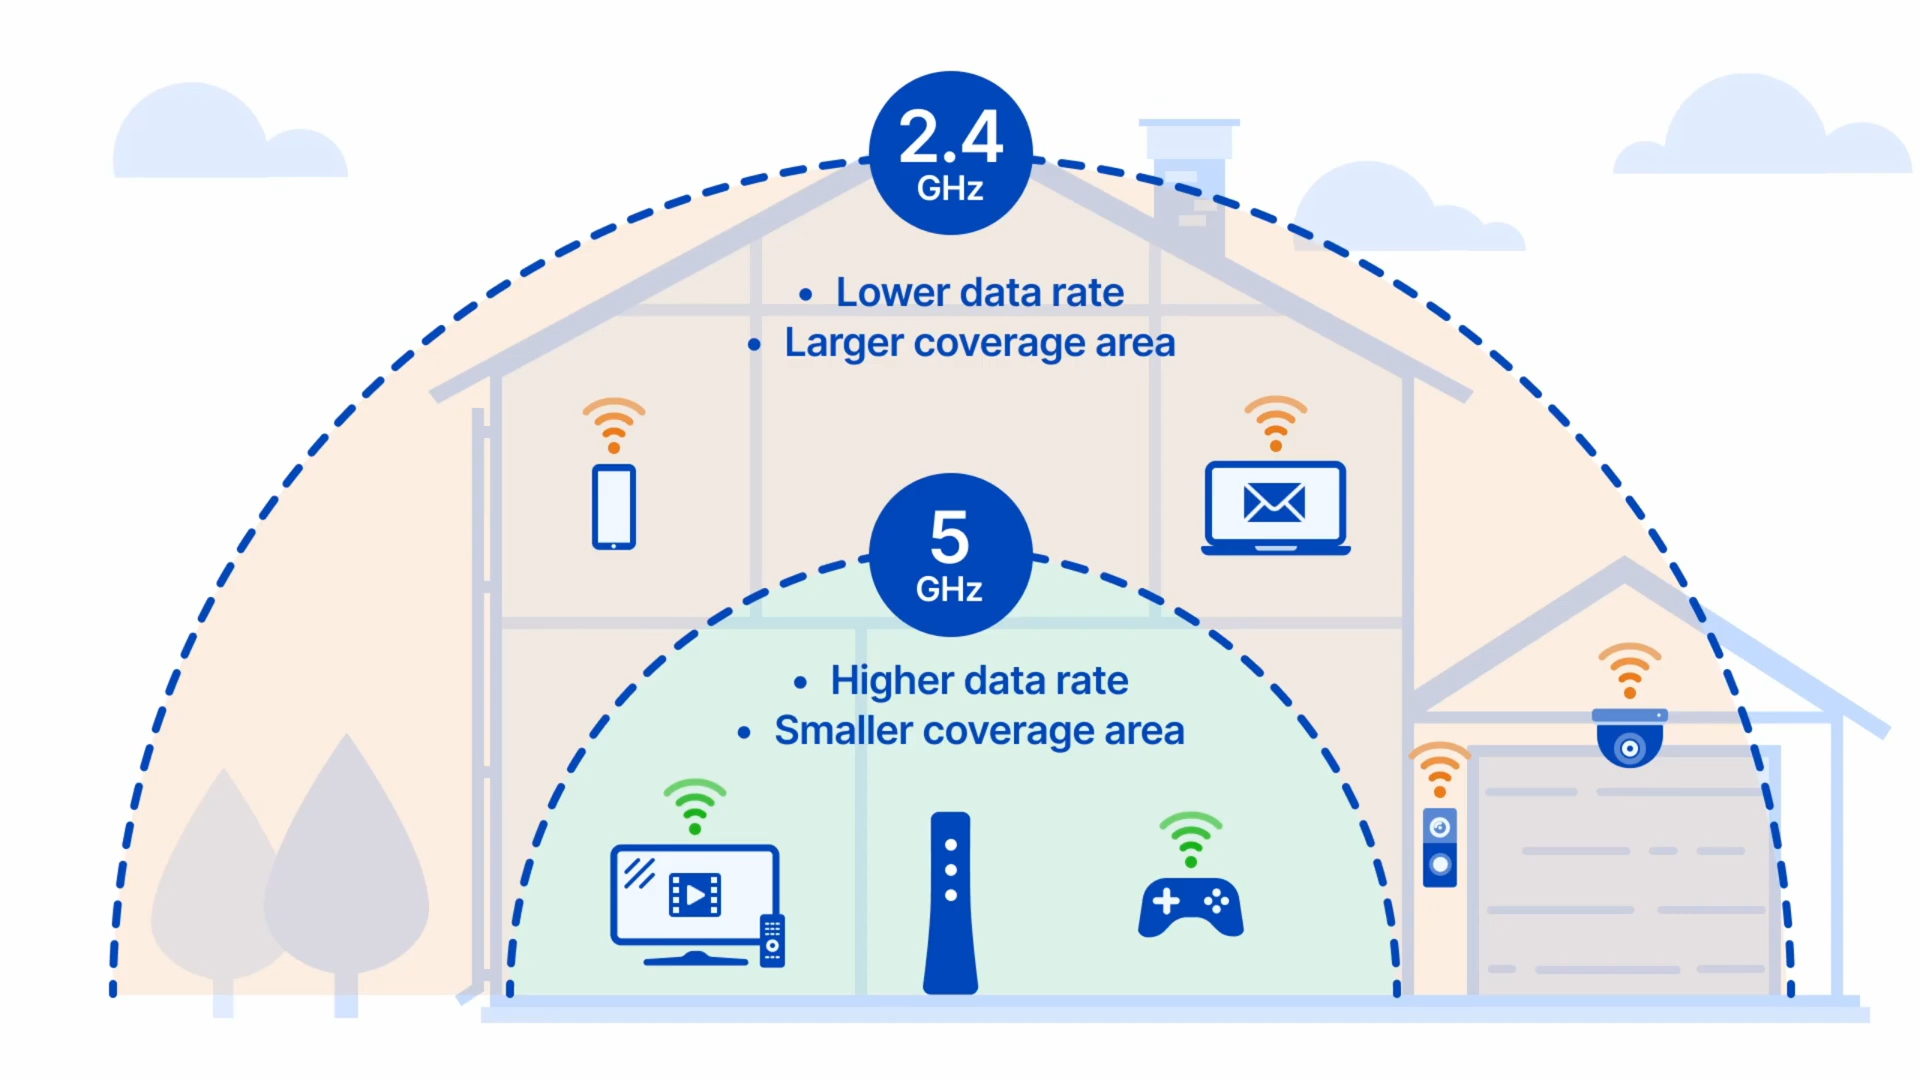 2.4
GHz
• Lower data rate
• Larger coverage area
5
GHz
• Higher data rate
• Smaller coverage area